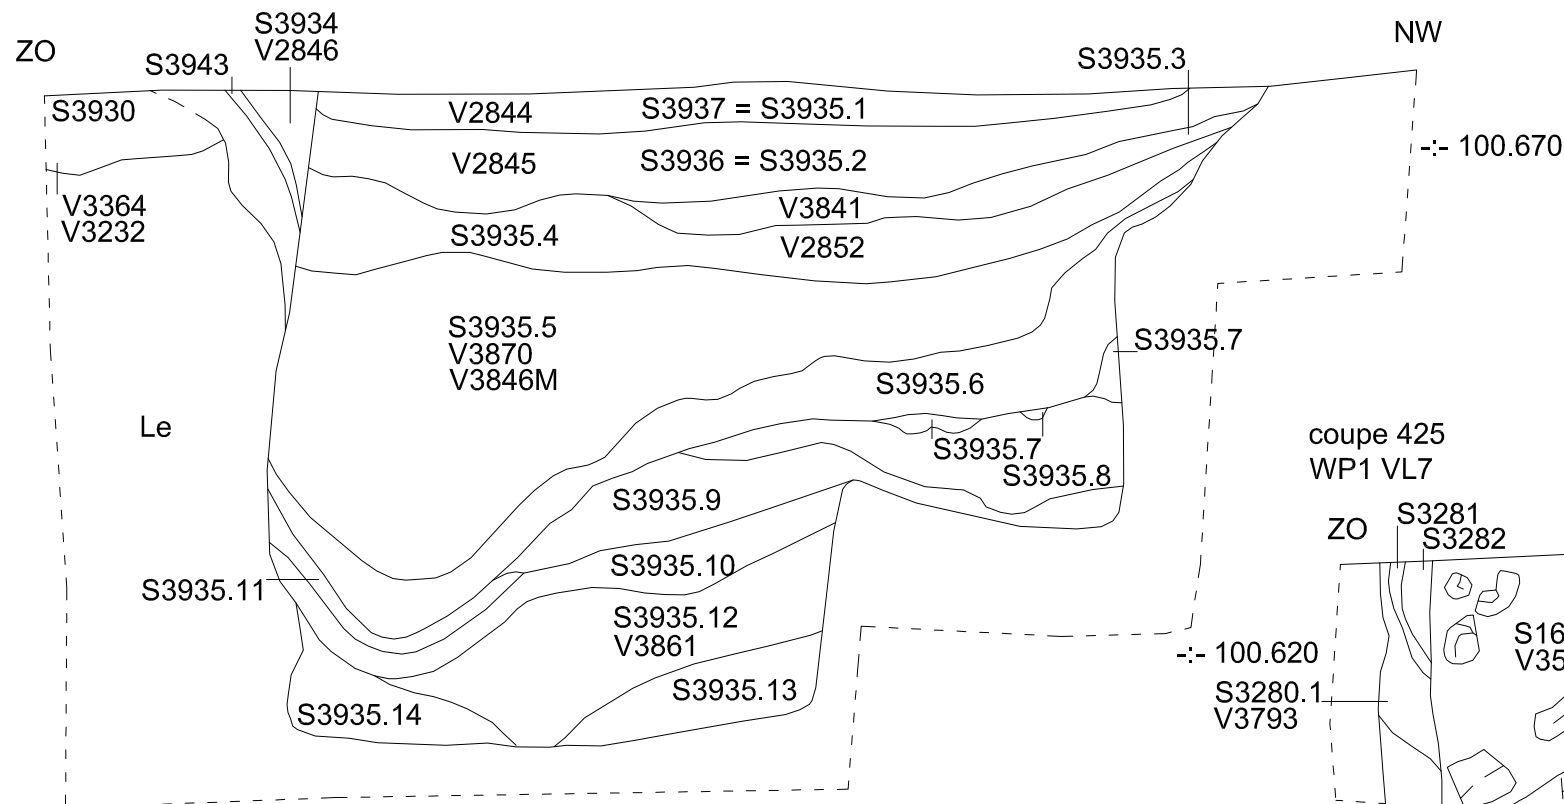 ZO
S3943
S3934
V2846
S3935.3
NW
S3930
V2844
S3937 = S3935.1
V2845
S3936 = S3935.2
-:- 100.670
V3364
V3232
V3841
S3935.4
V2852
S3935.5
V3870
V3846M
S3935.7
S3935.6
Le
S3935.7
S3935.8
S3935.9
S3935.10
S3935.11
S3935.12
V3861
S3935.13
S3935.14
-:- 100.620
coupe 425
WP1 VL7
ZO
S3281
S3282
S16
V35
S3280.1
V3793